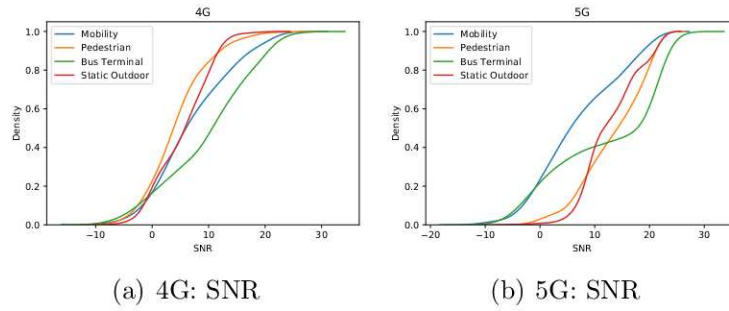 4G
1.0
0.8
0.6
0.4
0.2
0.0
Density
Mobility
Pedestrian
Bus Terminal
Static Outdoor
−10
0
10
20
30
SNR
(a) 4G: SNR
5G
1.0
0.8
0.6
0.4
0.2
0.0
Density
Mobility
Pedestrian
Bus Terminal
Static Outdoor
−20
−10
0
10
20
30
SNR
(b) 5G: SNR